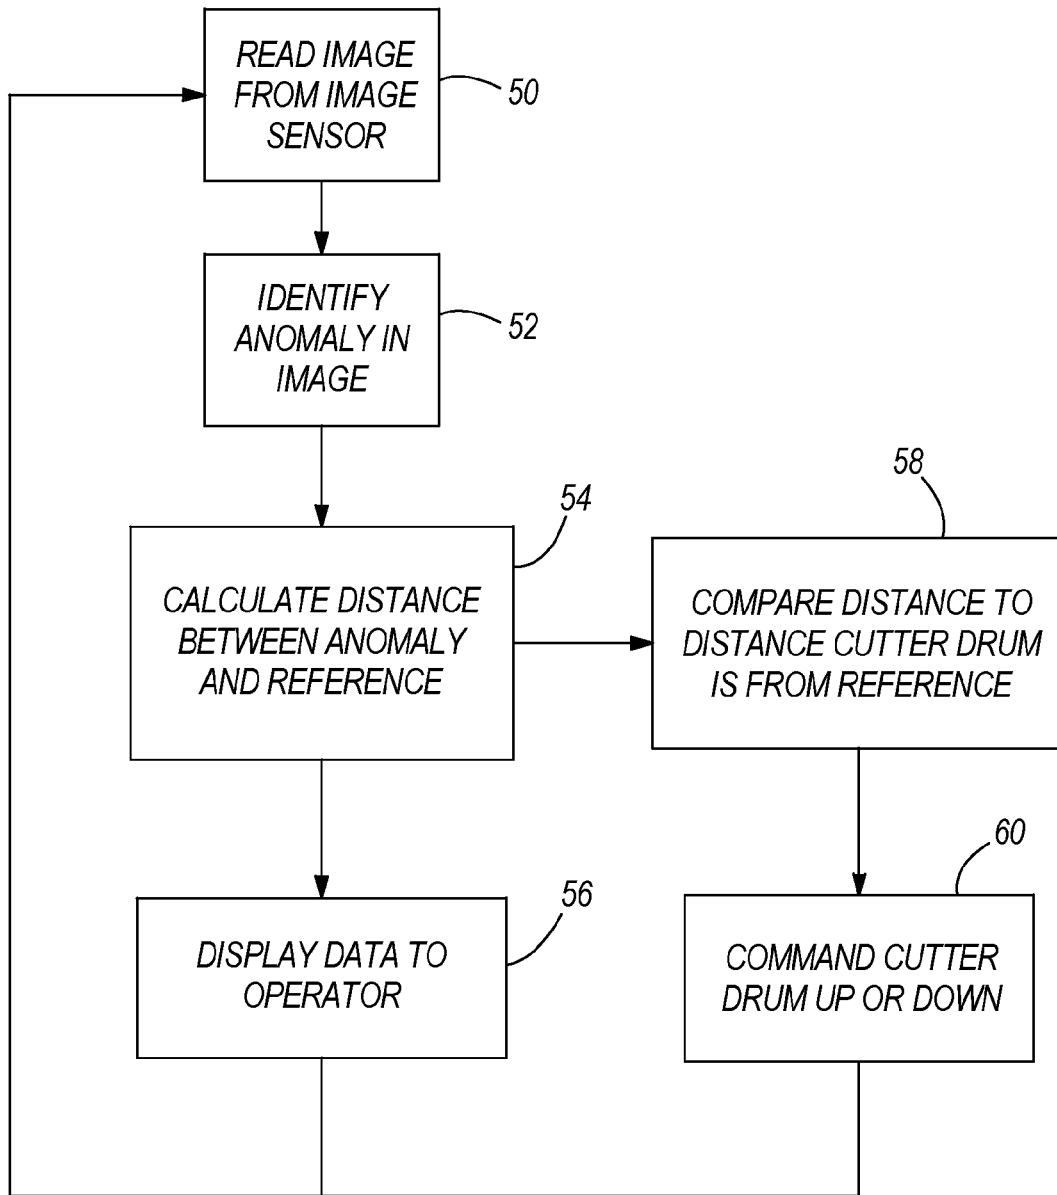 READ IMAGE
FROM IMAGE
SENSOR
50
IDENTIFY
ANOMALY IN
IMAGE
52
CALCULATE DISTANCE
BETWEEN ANOMALY
AND REFERENCE
54
COMPARE DISTANCE TO
DISTANCE CUTTER DRUM
IS FROM REFERENCE
58
DISPLAY DATA TO
OPERATOR
56
COMMAND CUTTER
DRUM UP OR DOWN
60